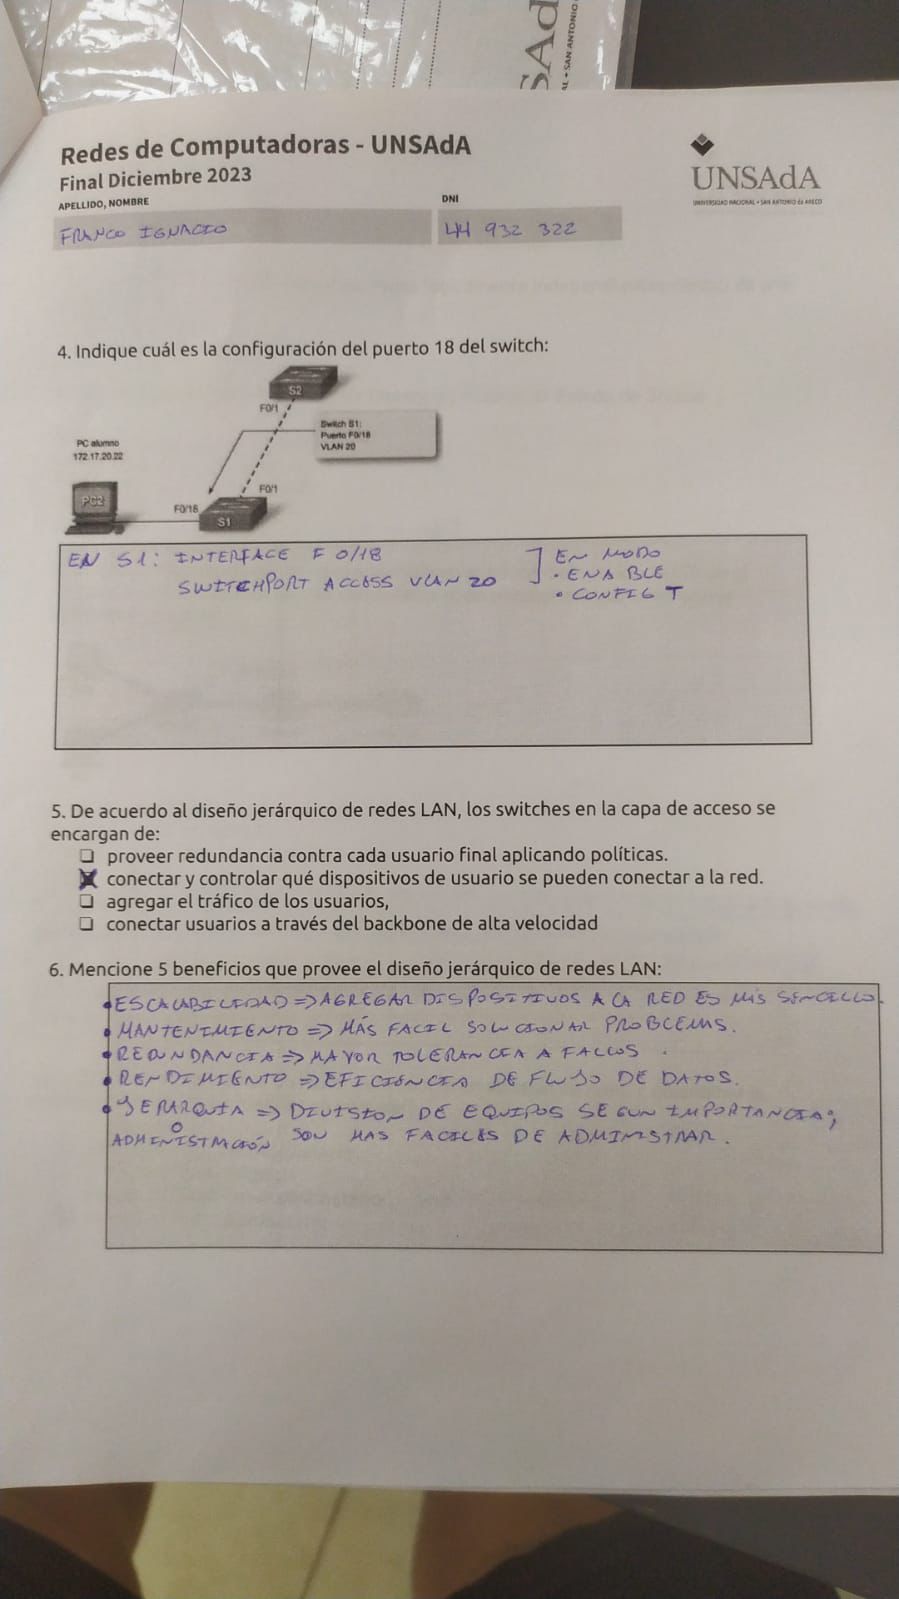 SAd
AL • SAN ANTONIO
Redes de Computadoras - UNSAdA
Final Diciembre 2023
APELLIDO, NOMBRE
DNI
FRANCO IGNACIO
44 932 322
UNSAdA
UNIVERSIDAD NACIONAL • SAN ANTONIO de ARECO
4. Indique cuál es la configuración del puerto 18 del switch:
S2
F0/1
Switch S1:
Puerto F0/18
VLAN 20
PC alumno
172.17.20.22
PC2
F0/18
F0/1
S1
EN S1: INTERFACE F 0/18
SWITCHPORT ACCESS VLAN 20
EN MODO
• ENABLE
• CONFIG T
5. De acuerdo al diseño jerárquico de redes LAN, los switches en la capa de acceso se
encargan de:
proveer redundancia contra cada usuario final aplicando políticas.
conectar y controlar qué dispositivos de usuario se pueden conectar a la red.
agregar el tráfico de los usuarios,
conectar usuarios a través del backbone de alta velocidad
6. Mencione 5 beneficios que provee el diseño jerárquico de redes LAN:
• ESCALABILIDAD => AGREGAR DISPOSITIVOS A LA RED ES MÁS SENCILLO.
• MANTENIMIENTO => MÁS FACIL SOLUCIONAR PROBLEMAS.
• REDUNDANCIA => MAYOR TOLERANCIA A FALLOS.
• RENDIMIENTO => EFICIENCIA DE FLUJO DE DATOS.
• JERARQUIA => DIVISION DE EQUIPOS SEGUN IMPORTANCIA;
O
ADMINISTRACIÓN SON MAS FACILES DE ADMINISTRAR.